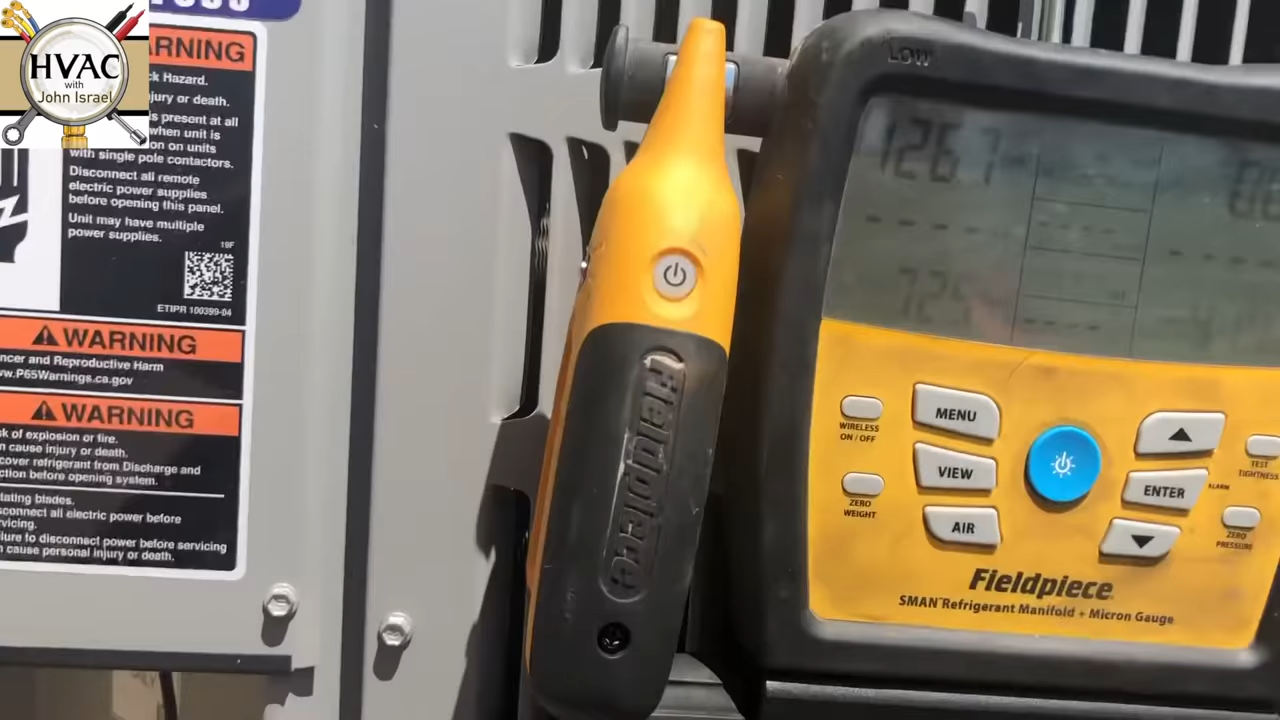 HVAC
with
John Israel
ARNING
ck Hazard.
jury or death.
is present at all
when unit is
on on units
with single pole contactors.
Disconnect all remote
electric power supplies
before opening this panel.
Unit may have multiple
power supplies.
19F
ETIPR 100399-04
WARNING
ncer and Reproductive Harm
ww.P65Warnings.ca.gov
WARNING
sk of explosion or fire.
n cause injury or death.
cover refrigerant from Discharge and
ction before opening system.
tating blades.
sconnect all electric power before
rvicing.
ilure to disconnect power before servicing
n cause personal injury or death.
Fieldpiece
Low
126.7
WIRELESS
ON / OFF
MENU
VIEW
ZERO
WEIGHT
AIR
ENTER
ALARM
TEST
TIGHTNESS
ZERO
PRESSURE
Fieldpiece
SMAN Refrigerant Manifold + Micron Gauge